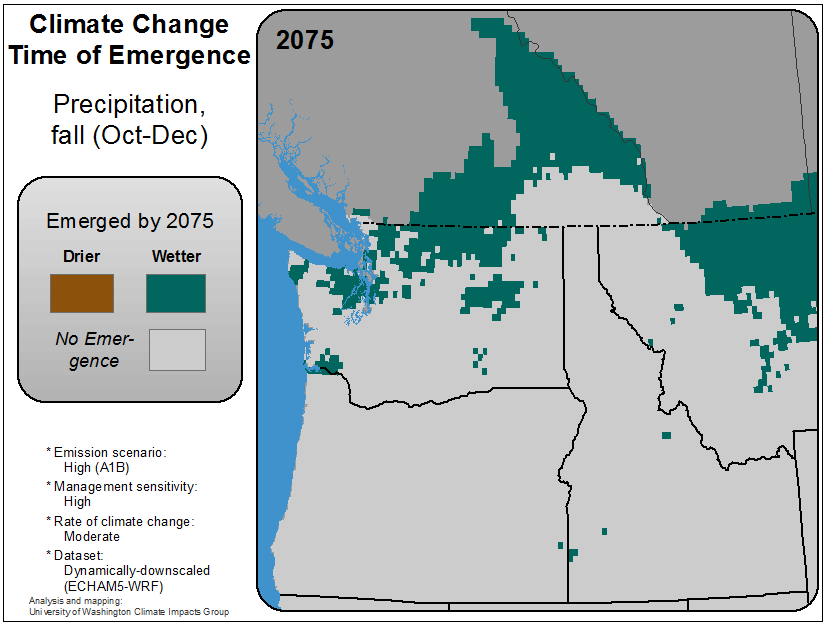 Climate Change
Time of Emergence
Precipitation,
fall (Oct-Dec)
Emerged by 2075
Drier
Wetter
No Emer-
gence
* Emission scenario:
High (A1B)
* Management sensitivity:
High
* Rate of climate change:
Moderate
* Dataset:
Dynamically-downscaled
(ECHAM5-WRF)
Analysis and mapping:
University of Washington Climate Impacts Group
2075